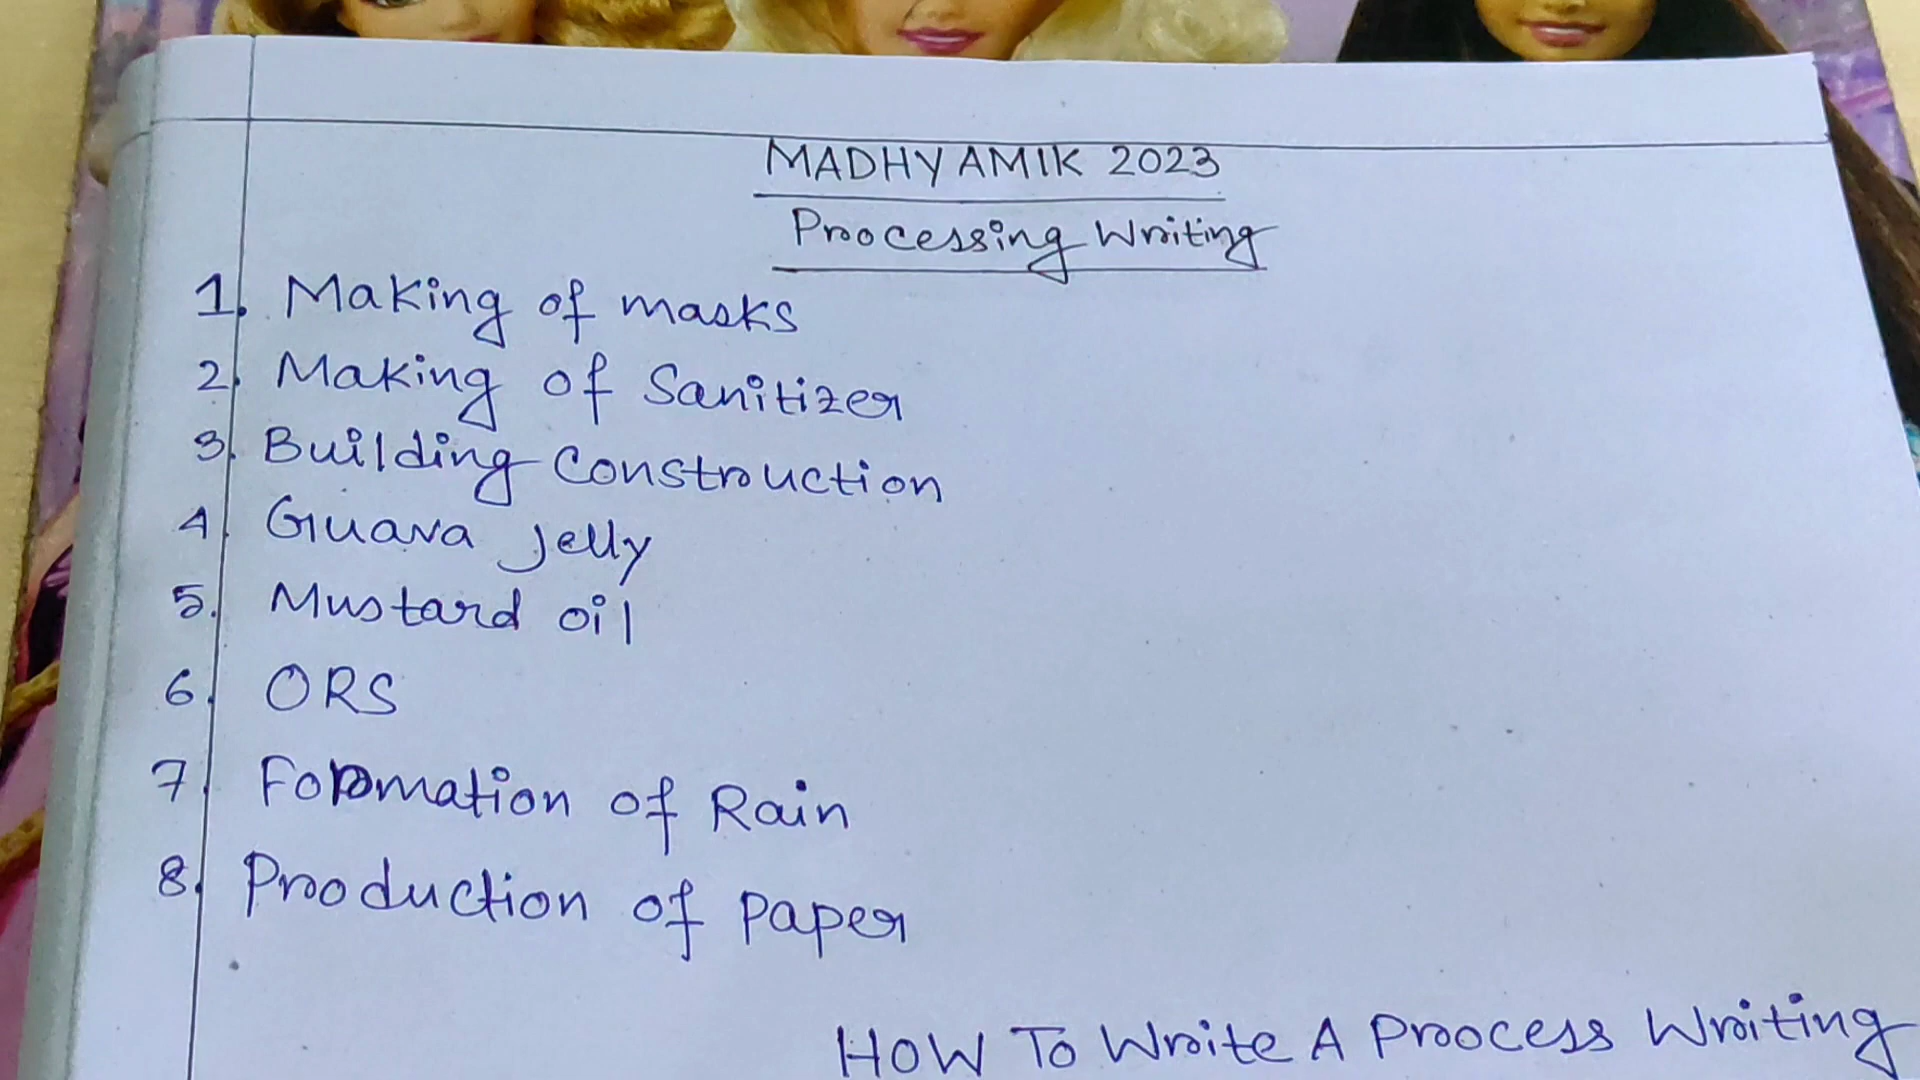 MADHYAMIK 2023
Processing Writing
1. Making of masks
2. Making of Sanitizer
3. Building Construction
4. Guava Jelly
5. Mustard oil
6. ORS
7. Formation of Rain
8. Production of paper
HOW To Write A Process Writing